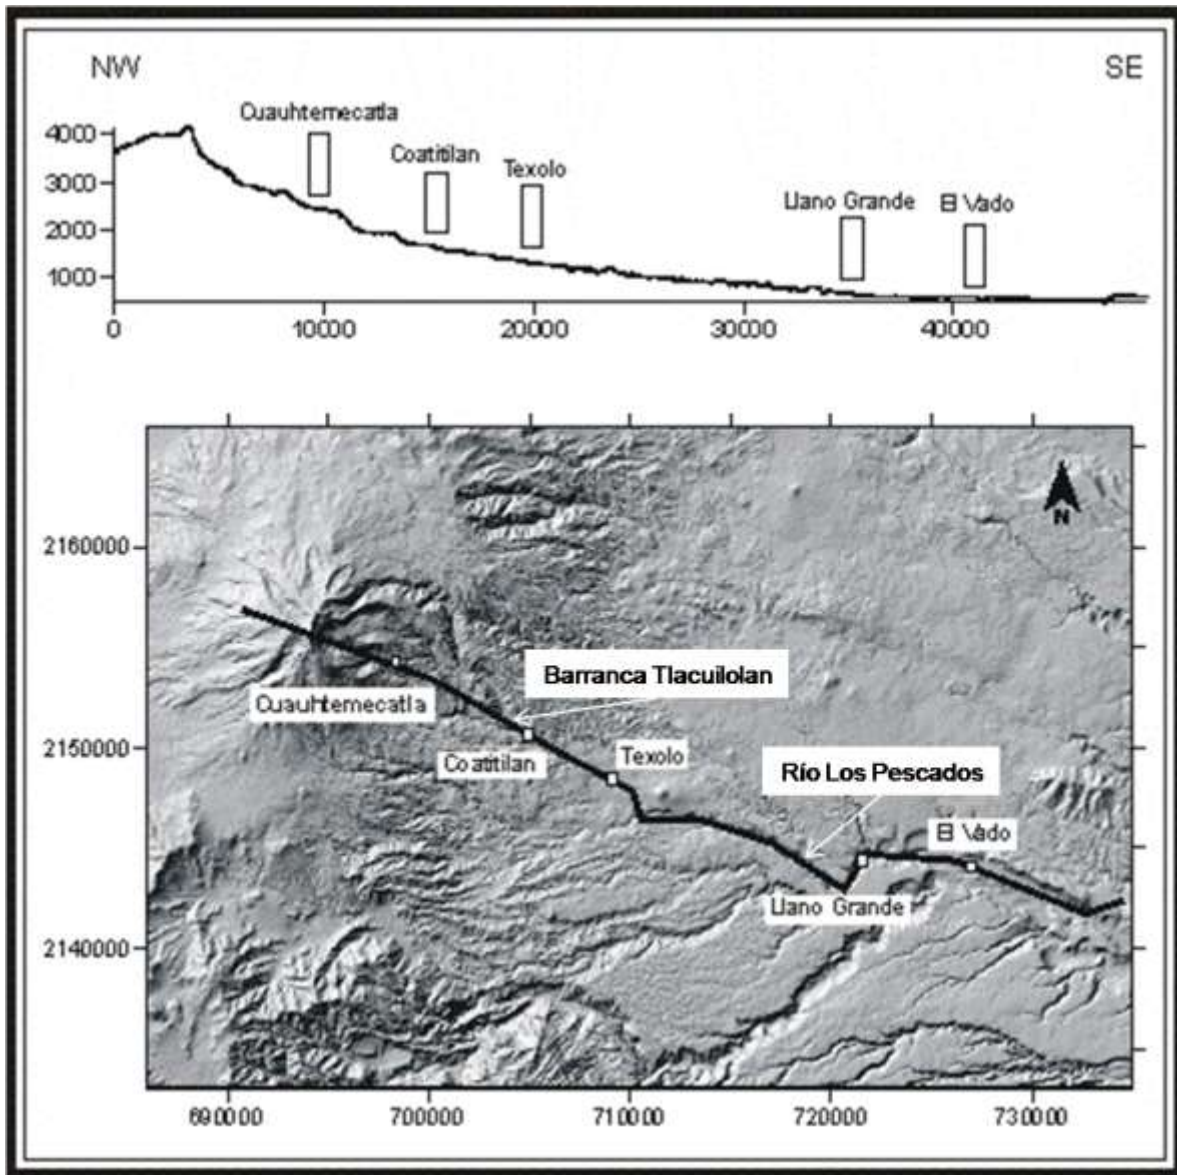 NW
SE
Cuauhtemecatla
Coatitilan
Texolo
Llano Grande
El Vado
4000
3000
2000
1000
0
10000
20000
30000
40000
N
2160000
2150000
2140000
Barranca Tlacuilolan
Cuauhtemecatla
Coatitilan
Texolo
Río Los Pescados
El Vado
Llano Grande
690000
700000
710000
720000
730000